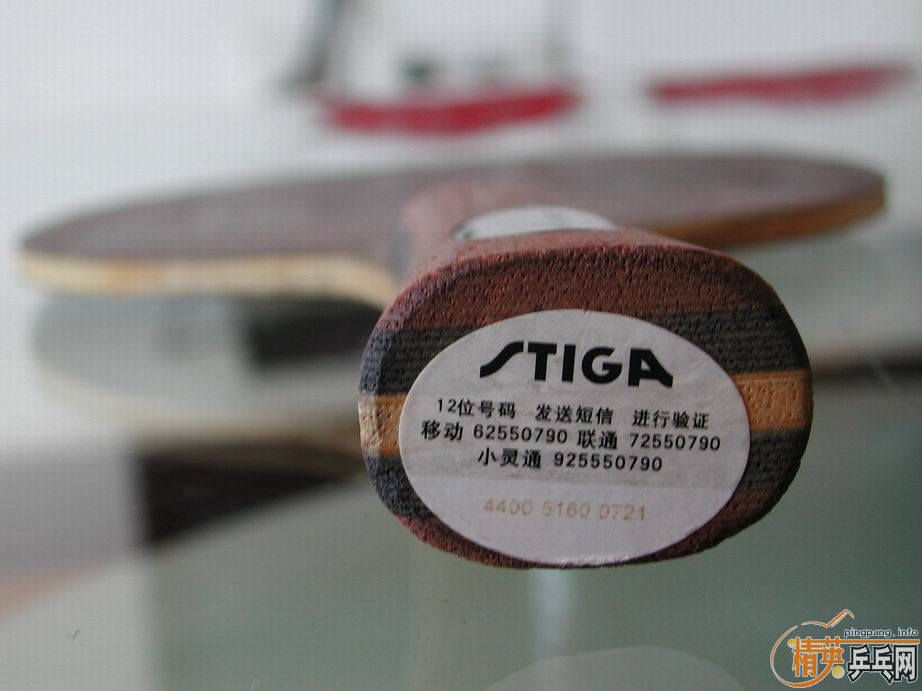 STIGA
12位号码 发送短信 进行验证
移动 62550790 联通 72550790
小灵通 925550790
4400 5160 0721
pingpang.info
精英乒乓网